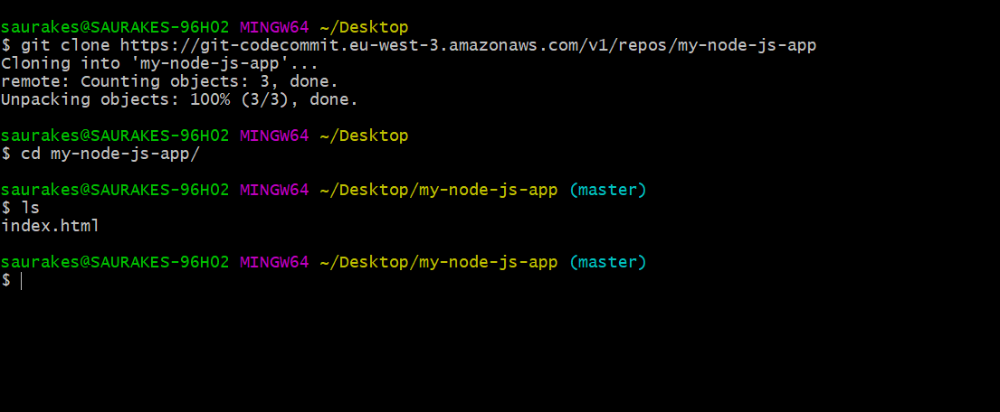 saurakes@SAURAKES-96H02 MINGW64 ~/Desktop
$ git clone https://git-codecommit.eu-west-3.amazonaws.com/v1/repos/my-node-js-app
Cloning into 'my-node-js-app'...
remote: Counting objects: 3, done.
Unpacking objects: 100% (3/3), done.
saurakes@SAURAKES-96H02 MINGW64 ~/Desktop
$ cd my-node-js-app/
saurakes@SAURAKES-96H02 MINGW64 ~/Desktop/my-node-js-app (master)
$ ls
index.html
saurakes@SAURAKES-96H02 MINGW64 ~/Desktop/my-node-js-app (master)
$